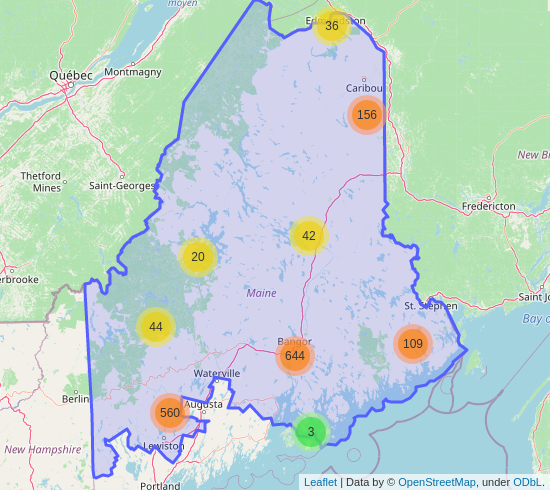 moyen
Edmundston
36
Québec
Montmagny
Caribou
156
Thetford
Mines
Saint-Georges
New Br
Fredericton
42
20
erbrooke
Maine
Saint Jo
St. Stephen
Bay o
44
Bangor
644
109
Waterville
Berlin
Augusta
560
3
Lewiston
New Hampshire
Portland
Leaflet | Data by © OpenStreetMap, under ODbL.